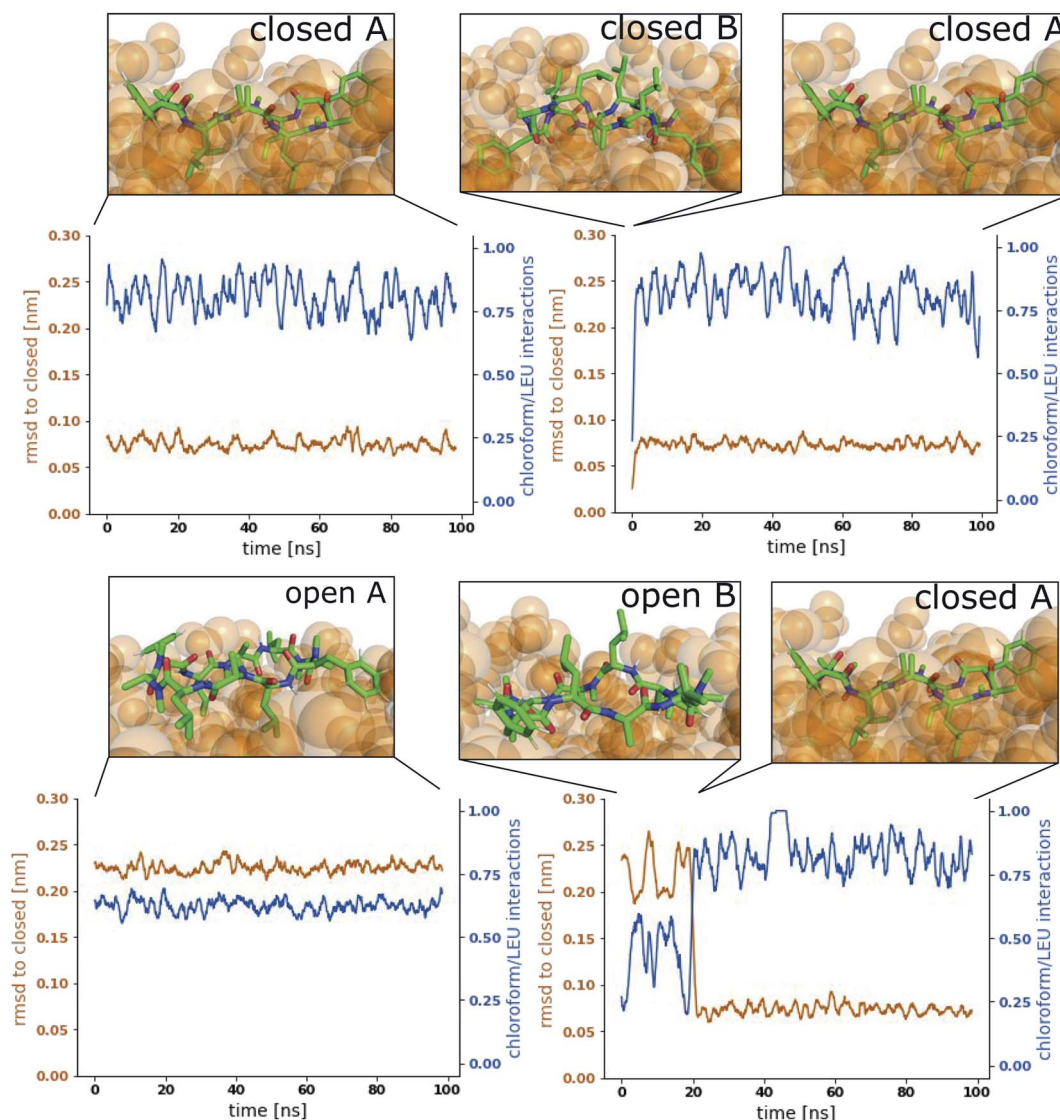 closed A
closed B
closed A
0.30
0.25
0.20
0.15
0.10
0.05
0.00
rmsd to closed [nm]
1.00
0.75
0.50
0.25
0.00
chloroform/LEU interactions
0 20 40 60 80 100
time [ns]
0.30
0.25
0.20
0.15
0.10
0.05
0.00
rmsd to closed [nm]
1.00
0.75
0.50
0.25
0.00
chloroform/LEU interactions
0 20 40 60 80 100
time [ns]
open A
open B
closed A
0.30
0.25
0.20
0.15
0.10
0.05
0.00
rmsd to closed [nm]
1.00
0.75
0.50
0.25
0.00
chloroform/LEU interactions
0 20 40 60 80 100
time [ns]
0.30
0.25
0.20
0.15
0.10
0.05
0.00
rmsd to closed [nm]
1.00
0.75
0.50
0.25
0.00
chloroform/LEU interactions
0 20 40 60 80 100
time [ns]